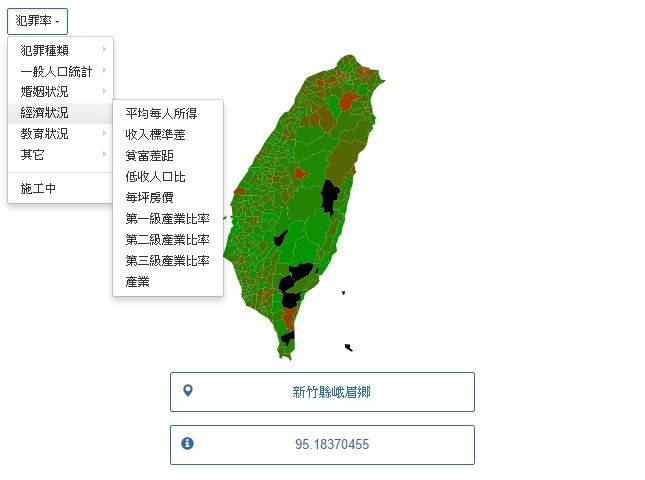 犯罪率
犯罪種類
一般人口統計
婚姻狀況
經濟狀況
教育狀況
其它
施工中
平均每人所得
收入標準差
貧富差距
低收人口比
每坪房價
第一級產業比率
第二級產業比率
第三級產業比率
產業
新竹縣峨眉鄉
95.18370455